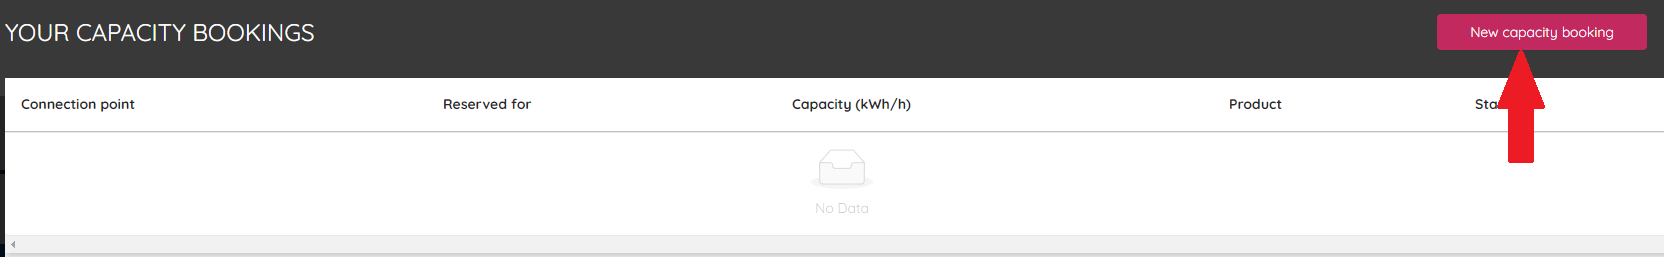 YOUR CAPACITY BOOKINGS
New capacity booking
Connection point Reserved for Capacity (kWh/h) Product
No Data